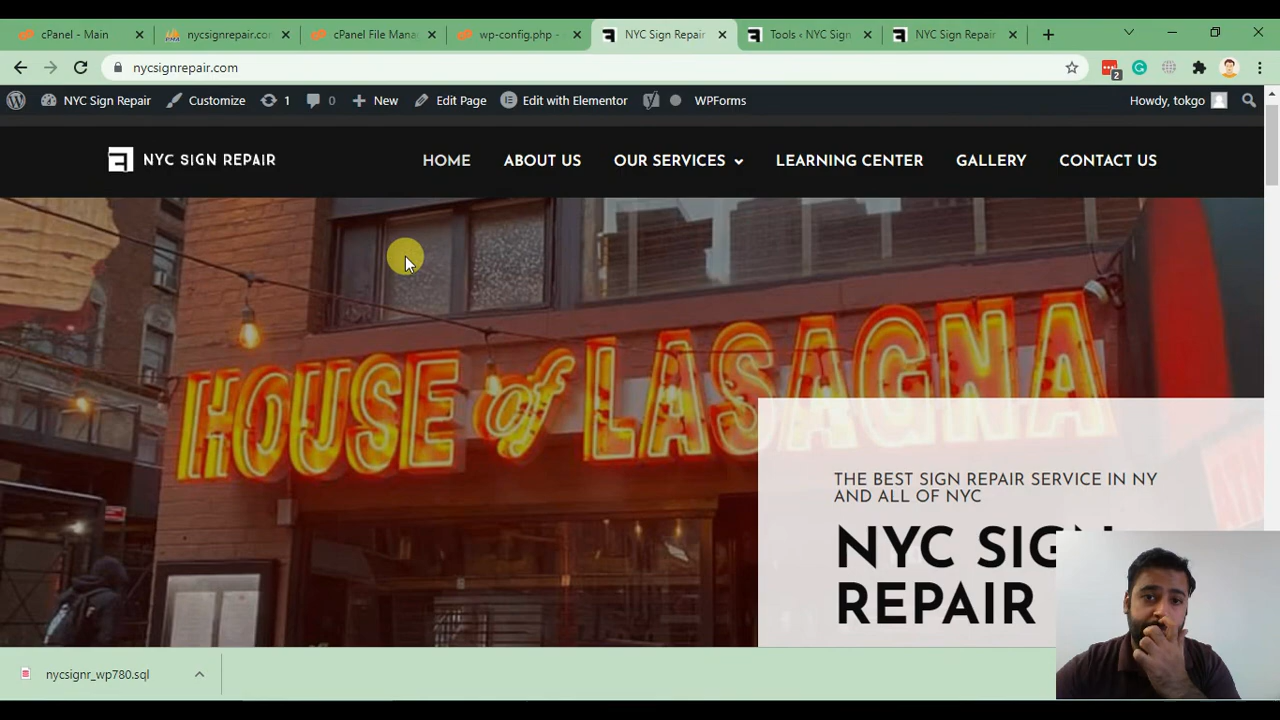 cPanel - Main
nycsignrepair.co
cPanel File Mana
wp-config.php -
NYC Sign Repair
Tools ‹ NYC Sign
NYC Sign Repair
nycsignrepair.com
2
NYC Sign Repair
Customize
1
0
New
Edit Page
Edit with Elementor
WPForms
Howdy, tokgo
NYC SIGN REPAIR
HOME
ABOUT US
OUR SERVICES
LEARNING CENTER
GALLERY
CONTACT US
HOUSE of LASAGNA
THE BEST SIGN REPAIR SERVICE IN NY
AND ALL OF NYC
NYC SIGN
REPAIR
nycsignr_wp780.sql